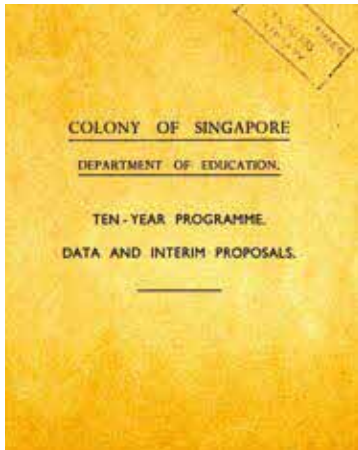 COLONY OF SINGAPORE
DEPARTMENT OF EDUCATION.
TEN-YEAR PROGRAMME.
DATA AND INTERIM PROPOSALS.